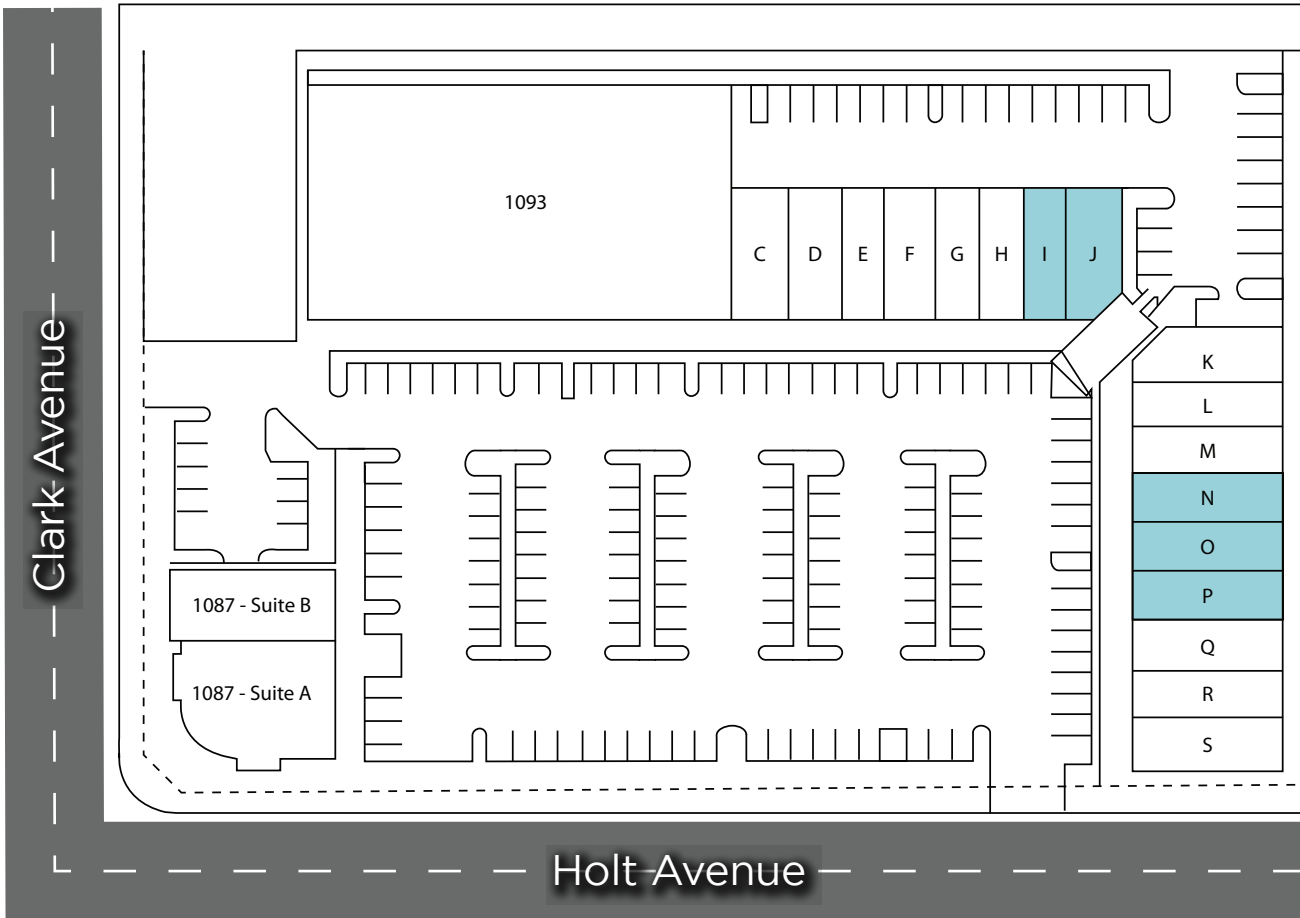 1093
C
D
E
F
G
H
I
J
K
L
M
N
O
P
Q
R
S
1087 - Suite B
1087 - Suite A
Clark Avenue
Holt Avenue